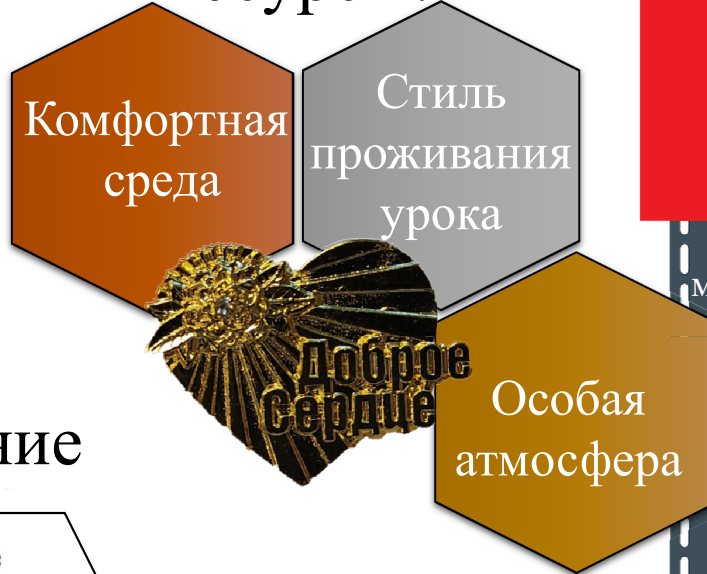 Комфортная
среда
Стиль
проживания
урока
Доброе
Сердце
Особая
атмосфера
ние